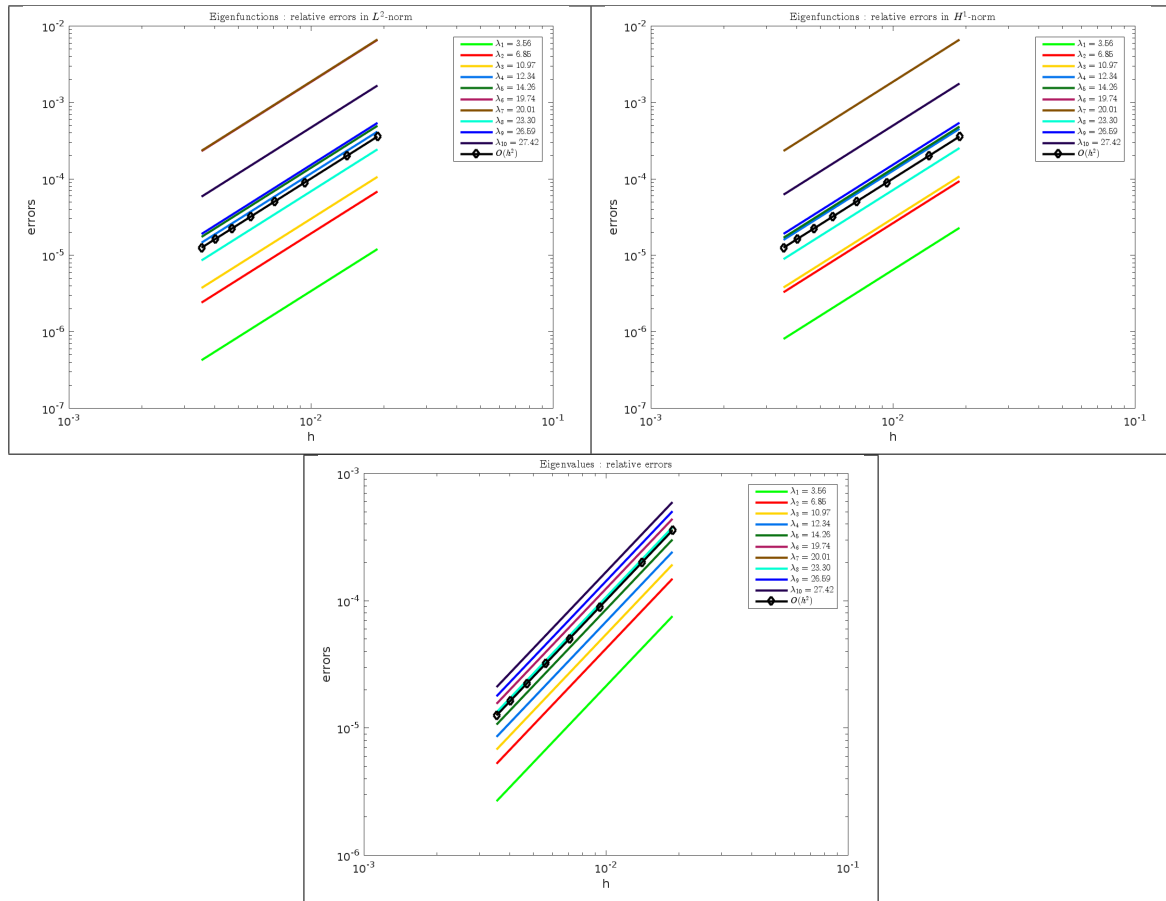 Eigenfunctions : relative errors in L²-norm
10⁻²
10⁻³
10⁻⁴
10⁻⁵
10⁻⁶
10⁻⁷
errors
10⁻³
10⁻²
10⁻¹
h
λ₁ = 3.56
λ₂ = 6.85
λ₃ = 10.97
λ₄ = 12.34
λ₅ = 14.26
λ₆ = 19.74
λ₇ = 20.01
λ₈ = 23.30
λ₉ = 26.59
λ₁₀ = 27.42
O(h²)
Eigenfunctions : relative errors in H¹-norm
10⁻²
10⁻³
10⁻⁴
10⁻⁵
10⁻⁶
10⁻⁷
errors
10⁻³
10⁻²
10⁻¹
h
λ₁ = 3.56
λ₂ = 6.85
λ₃ = 10.97
λ₄ = 12.34
λ₅ = 14.26
λ₆ = 19.74
λ₇ = 20.01
λ₈ = 23.30
λ₉ = 26.59
λ₁₀ = 27.42
O(h²)
Eigenvalues : relative errors
10⁻³
10⁻⁴
10⁻⁵
10⁻⁶
errors
10⁻³
10⁻²
10⁻¹
h
λ₁ = 3.56
λ₂ = 6.85
λ₃ = 10.97
λ₄ = 12.34
λ₅ = 14.26
λ₆ = 19.74
λ₇ = 20.01
λ₈ = 23.30
λ₉ = 26.59
λ₁₀ = 27.42
O(h²)